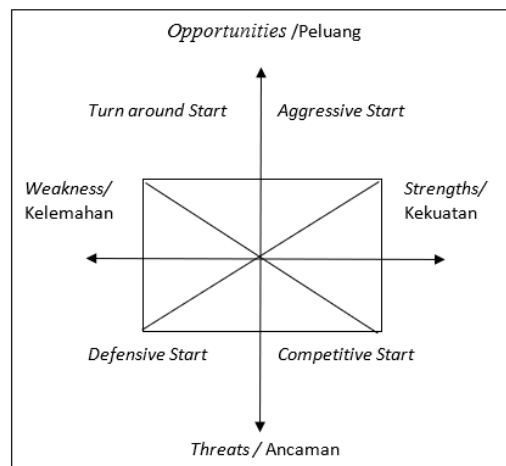 Opportunities /Peluang
Turn around Start
Aggressive Start
Weakness/
Kelemahan
Strengths/
Kekuatan
Defensive Start
Competitive Start
Threats / Ancaman